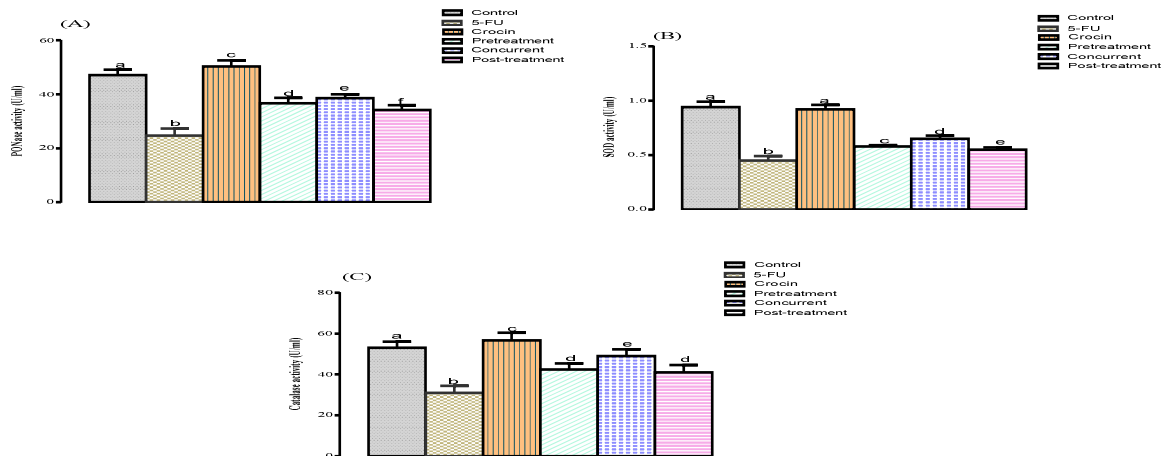 (A)
Control
5-FU
Crocin
Pretreatment
Concurrent
Post-treatment
PONase activity (U/ml)
60
40
20
0
a
b
c
d
e
f
(B)
Control
5-FU
Crocin
Pretreatment
Concurrent
Post-treatment
SOD activity (U/ml)
1.5
1.0
0.5
0.0
a
b
a
c
d
e
(C)
Control
5-FU
Crocin
Pretreatment
Concurrent
Post-treatment
Catalase activity (U/ml)
80
60
40
20
0
a
b
c
d
e
d